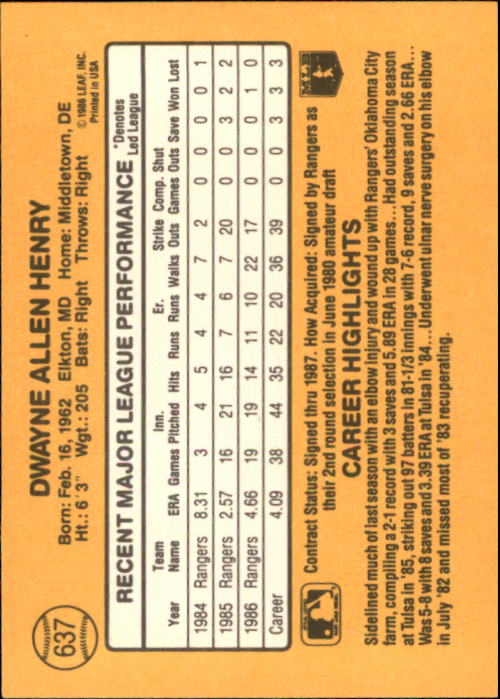 637
DWAYNE ALLEN HENRY
Born: Feb. 16, 1962 Elkton, MD Home: Middletown, DE
Ht.: 6'3" Wgt.: 205 Bats: Right Throws: Right
© 1986 LEAF, INC.
Printed in USA
RECENT MAJOR LEAGUE PERFORMANCE
*Denotes
Led League
Year Team Name ERA Games Inn. Pitched Hits Runs Er. Runs Walks Strike Outs Comp. Games Shut Outs Save Won Lost
1984 Rangers 8.31 3 4 5 4 4 7 2 0 0 0 0 1
1985 Rangers 2.57 16 21 16 7 6 7 20 0 0 3 2 2
1986 Rangers 4.66 19 19 14 11 10 22 17 0 0 0 1 0
Career 4.09 38 44 35 22 20 36 39 0 0 3 3 3
Contract Status: Signed thru 1987. How Acquired: Signed by Rangers as
their 2nd round selection in June 1980 amateur draft
MLB
CAREER HIGHLIGHTS
Sidelined much of last season with an elbow injury and wound up with Rangers' Oklahoma City
farm, compiling a 2-1 record with 3 saves and 5.89 ERA in 28 games... Had outstanding season
at Tulsa in '85, striking out 97 batters in 81-1/3 innings with 7-6 record, 9 saves and 2.66 ERA...
Was 5-8 with 8 saves and 3.39 ERA at Tulsa in '84... Underwent ulnar nerve surgery on his elbow
in July '82 and missed most of '83 recuperating.